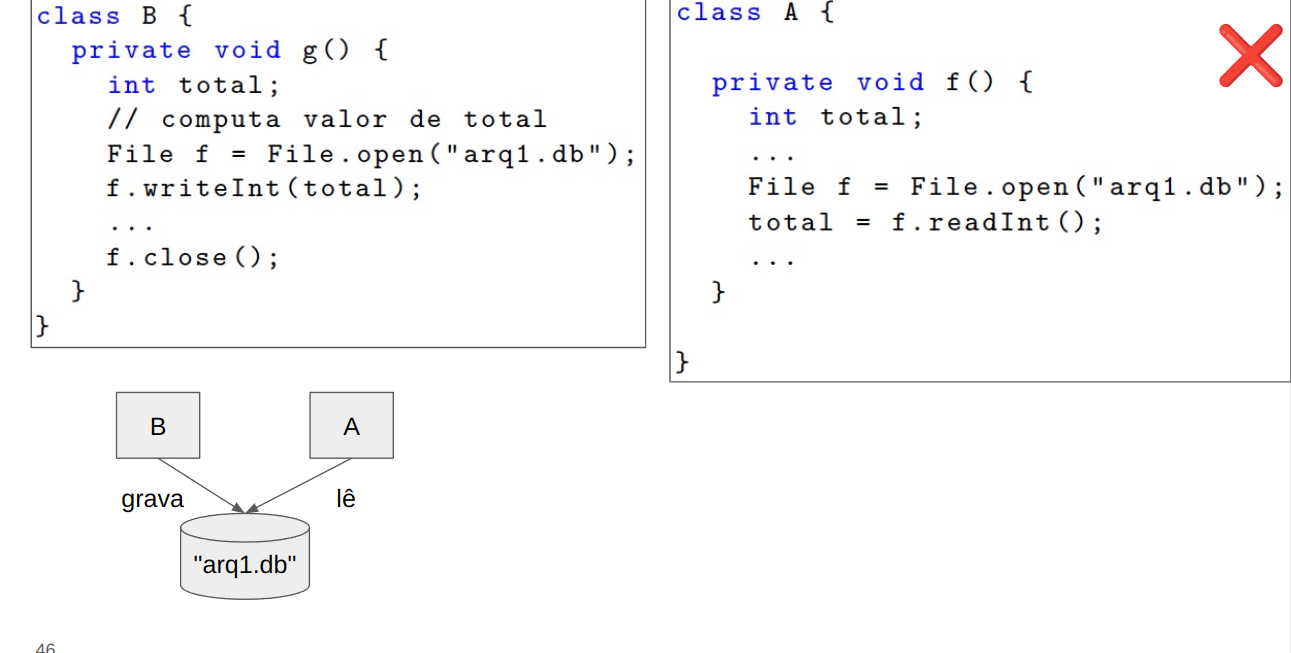 class B {
private void g() {
int total;
// computa valor de total
File f = File.open("arq1.db");
f.writeInt(total);
...
f.close();
}
}
class A {
private void f() {
int total;
...
File f = File.open("arq1.db");
total = f.readInt();
...
}
}
B
A
grava
lê
"arq1.db"
46